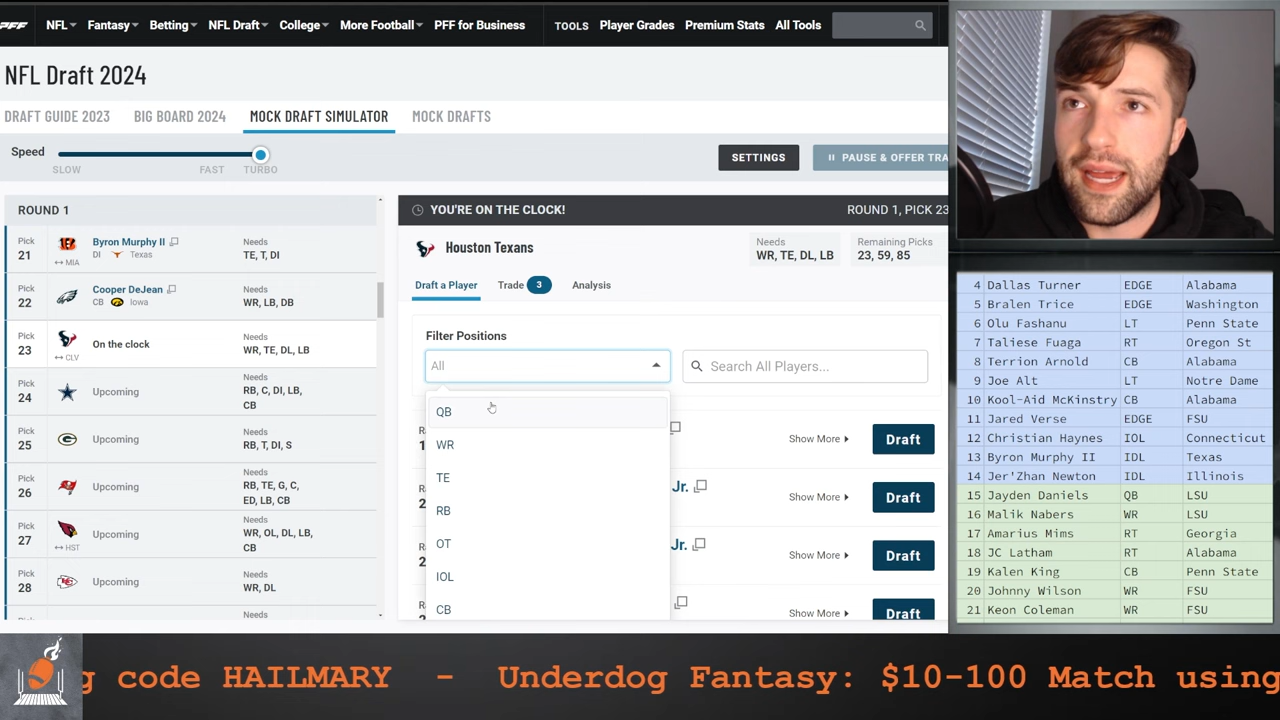 PFF NFL Fantasy Betting NFL Draft College More Football PFF for Business TOOLS Player Grades Premium Stats All Tools
NFL Draft 2024
DRAFT GUIDE 2023 BIG BOARD 2024 MOCK DRAFT SIMULATOR MOCK DRAFTS
Speed
SLOW FAST TURBO
SETTINGS
PAUSE & OFFER TRA
ROUND 1
Pick 21 Byron Murphy II Needs
↔ MIA DI Texas TE, T, DI
Pick 22 Cooper DeJean Needs
CB Iowa WR, LB, DB
Pick 23 On the clock Needs
↔ CLV WR, TE, DL, LB
Pick 24 Upcoming Needs
RB, C, DI, LB,
CB
Pick 25 Upcoming Needs
RB, T, DI, S
Pick 26 Upcoming Needs
RB, TE, G, C,
ED, LB, CB
Pick 27 Upcoming Needs
↔ HST WR, OL, DL, LB,
CB
Pick 28 Upcoming Needs
WR, DL
Needs
YOU'RE ON THE CLOCK! ROUND 1, PICK 23
Houston Texans
Needs
WR, TE, DL, LB
Remaining Picks
23, 59, 85
Draft a Player Trade 3 Analysis
Filter Positions
All
Search All Players...
QB
WR
TE
RB
OT
IOL
CB
Show More Draft
Jr. Show More Draft
Jr. Show More Draft
Show More Draft
4 Dallas Turner EDGE Alabama
5 Bralen Trice EDGE Washington
6 Olu Fashanu LT Penn State
7 Taliese Fuaga RT Oregon St
8 Terrion Arnold CB Alabama
9 Joe Alt LT Notre Dame
10 Kool-Aid McKinstry CB Alabama
11 Jared Verse EDGE FSU
12 Christian Haynes IOL Connecticut
13 Byron Murphy II IDL Texas
14 Jer'Zhan Newton IDL Illinois
15 Jayden Daniels QB LSU
16 Malik Nabers WR LSU
17 Amarius Mims RT Georgia
18 JC Latham RT Alabama
19 Kalen King CB Penn State
20 Johnny Wilson WR FSU
21 Keon Coleman WR FSU
g code HAILMARY - Underdog Fantasy: $10-100 Match using